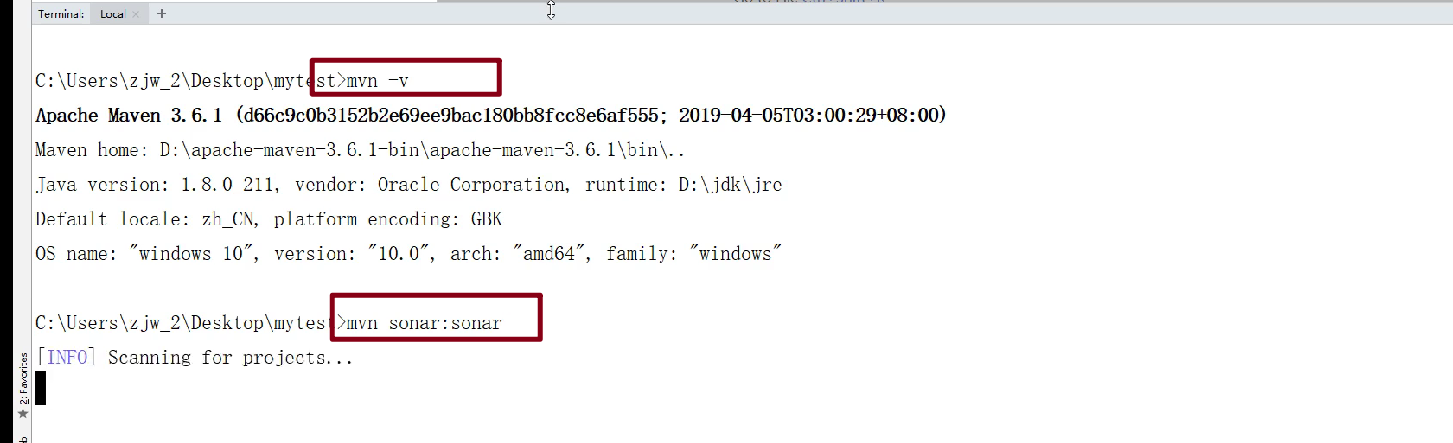 Terminal: Local × +
C:\Users\zjw_2\Desktop\mytest>mvn -v
Apache Maven 3.6.1 (d66c9c0b3152b2e69ee9bac180bb8fcc8e6af555; 2019-04-05T03:00:29+08:00)
Maven home: D:\apache-maven-3.6.1-bin\apache-maven-3.6.1\bin\..
Java version: 1.8.0_211, vendor: Oracle Corporation, runtime: D:\jdk\jre
Default locale: zh_CN, platform encoding: GBK
OS name: "windows 10", version: "10.0", arch: "amd64", family: "windows"
C:\Users\zjw_2\Desktop\mytest>mvn sonar:sonar
[INFO] Scanning for projects...
2: Favorites